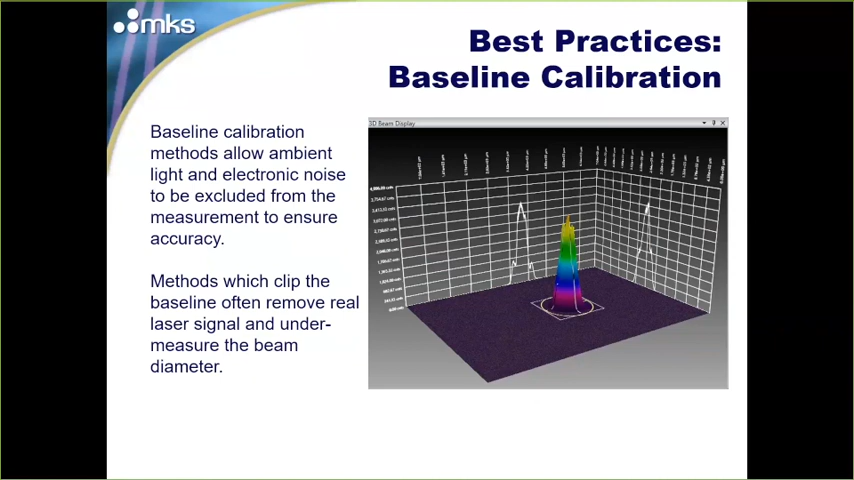 mks
Best Practices:
Baseline Calibration
Baseline calibration
methods allow ambient
light and electronic noise
to be excluded from the
measurement to ensure
accuracy.
Methods which clip the
baseline often remove real
laser signal and under-
measure the beam
diameter.
3D Beam Display